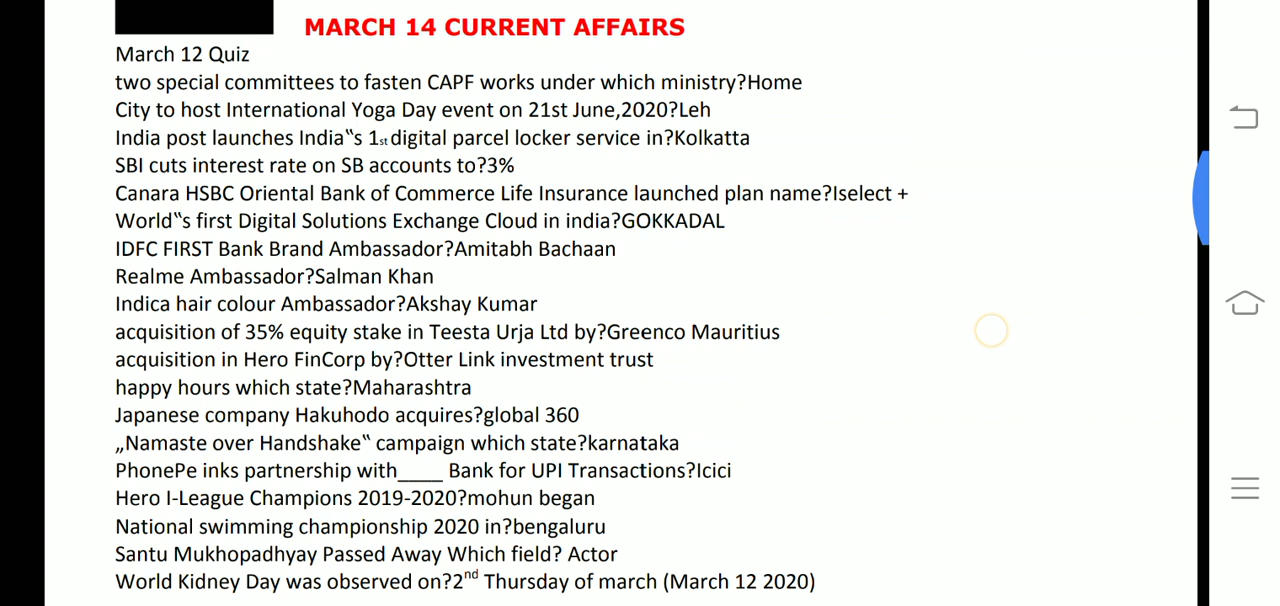 MARCH 14 CURRENT AFFAIRS
March 12 Quiz
two special committees to fasten CAPF works under which ministry?Home
City to host International Yoga Day event on 21st June,2020?Leh
India post launches India‟s 1st digital parcel locker service in?Kolkatta
SBI cuts interest rate on SB accounts to?3%
Canara HSBC Oriental Bank of Commerce Life Insurance launched plan name?Iselect +
World‟s first Digital Solutions Exchange Cloud in india?GOKKADAL
IDFC FIRST Bank Brand Ambassador?Amitabh Bachaan
Realme Ambassador?Salman Khan
Indica hair colour Ambassador?Akshay Kumar
acquisition of 35% equity stake in Teesta Urja Ltd by?Greenco Mauritius
acquisition in Hero FinCorp by?Otter Link investment trust
happy hours which state?Maharashtra
Japanese company Hakuhodo acquires?global 360
„Namaste over Handshake‟ campaign which state?karnataka
PhonePe inks partnership with____ Bank for UPI Transactions?Icici
Hero I-League Champions 2019-2020?mohun began
National swimming championship 2020 in?bengaluru
Santu Mukhopadhyay Passed Away Which field? Actor
World Kidney Day was observed on?2nd Thursday of march (March 12 2020)